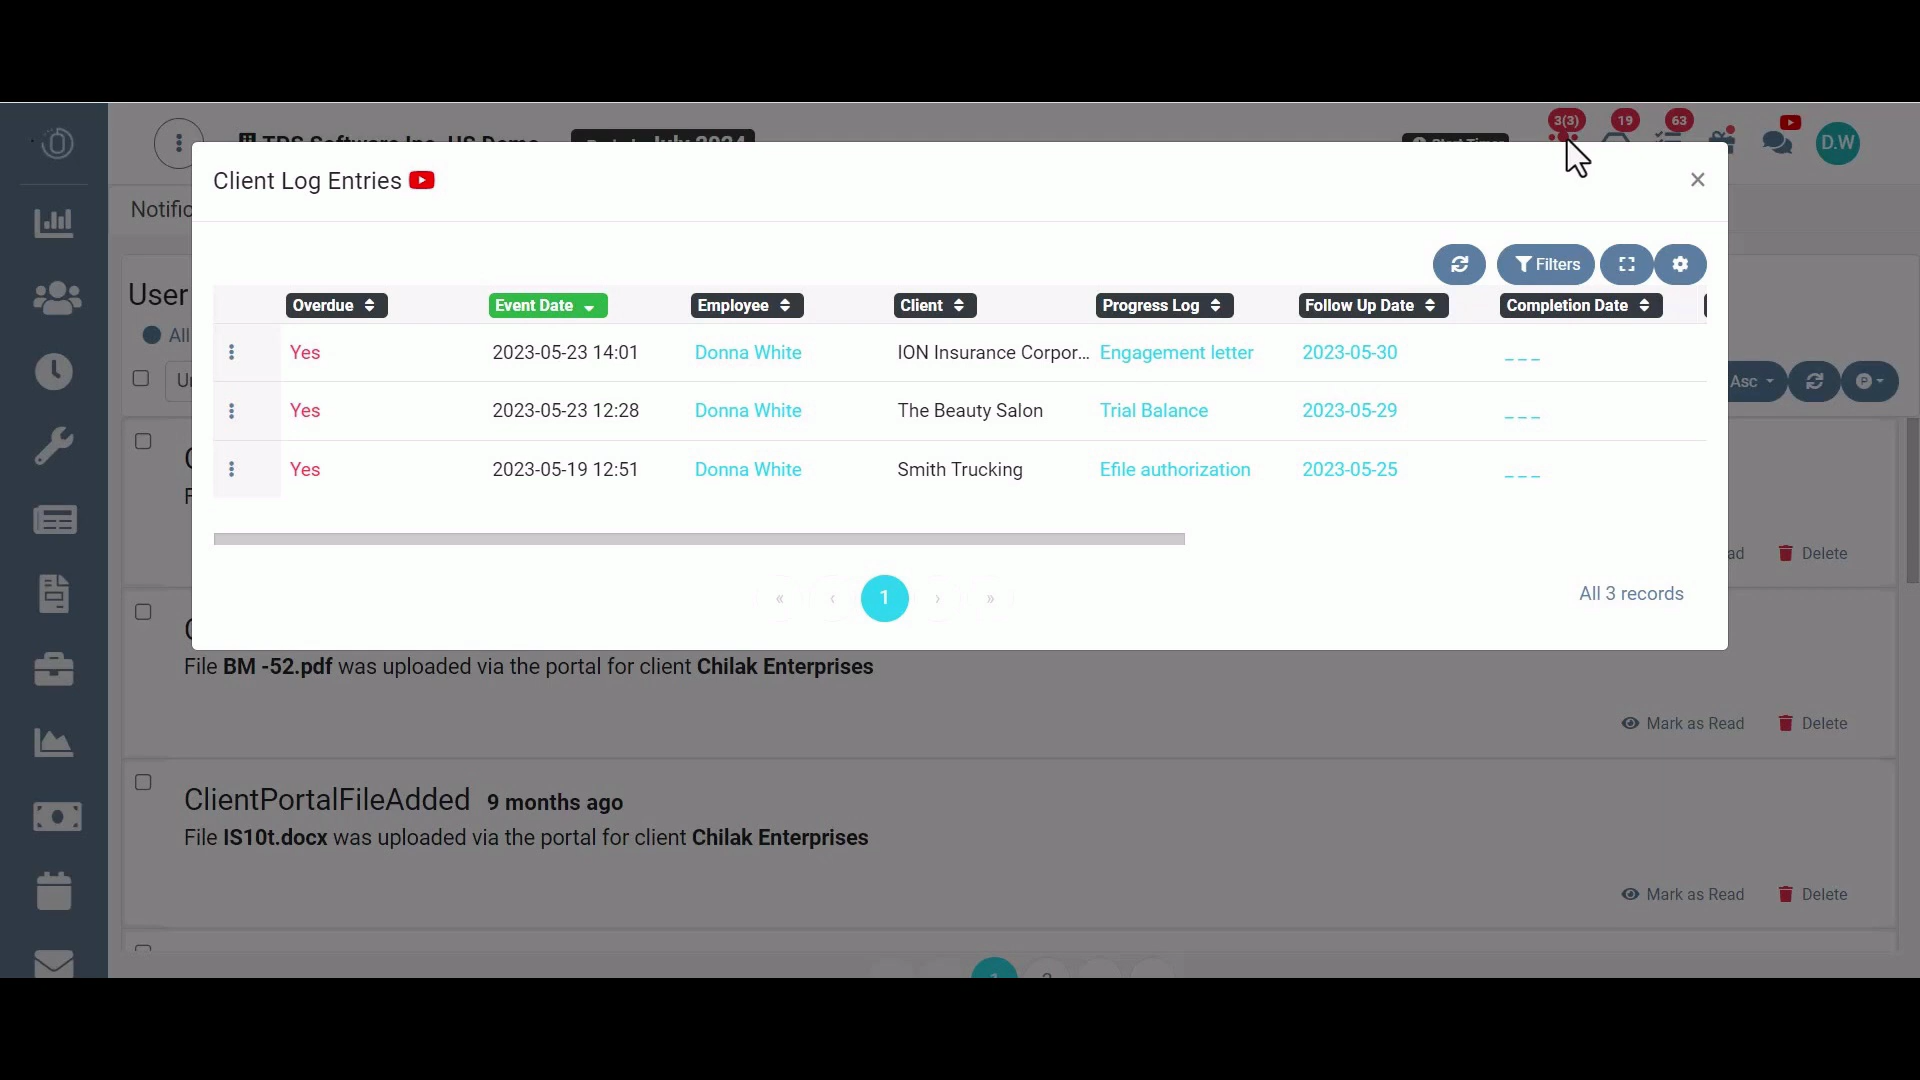 3(3) 19 63
D.W
Client Log Entries
×
Notific
Filters
User
Overdue Event Date Employee Client Progress Log Follow Up Date Completion Date
All
Yes 2023-05-23 14:01 Donna White ION Insurance Corpor... Engagement letter 2023-05-30 _ _ _
Asc
Yes 2023-05-23 12:28 Donna White The Beauty Salon Trial Balance 2023-05-29 _ _ _
Yes 2023-05-19 12:51 Donna White Smith Trucking Efile authorization 2023-05-25 _ _ _
ad Delete
« ‹ 1 › »
All 3 records
File BM -52.pdf was uploaded via the portal for client Chilak Enterprises
Mark as Read Delete
ClientPortalFileAdded 9 months ago
File IS10t.docx was uploaded via the portal for client Chilak Enterprises
Mark as Read Delete